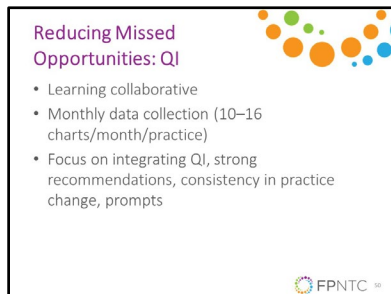 Reducing Missed
Opportunities: QI
• Learning collaborative
• Monthly data collection (10–16
charts/month/practice)
• Focus on integrating QI, strong
recommendations, consistency in practice
change, prompts
FPNTC 50